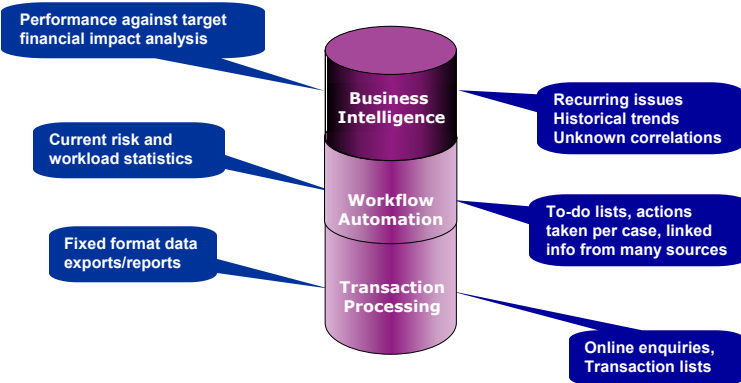 Performance against target
financial impact analysis
Business
Intelligence
Recurring issues
Historical trends
Unknown correlations
Current risk and
workload statistics
Workflow
Automation
To-do lists, actions
taken per case, linked
info from many sources
Fixed format data
exports/reports
Transaction
Processing
Online enquiries,
Transaction lists